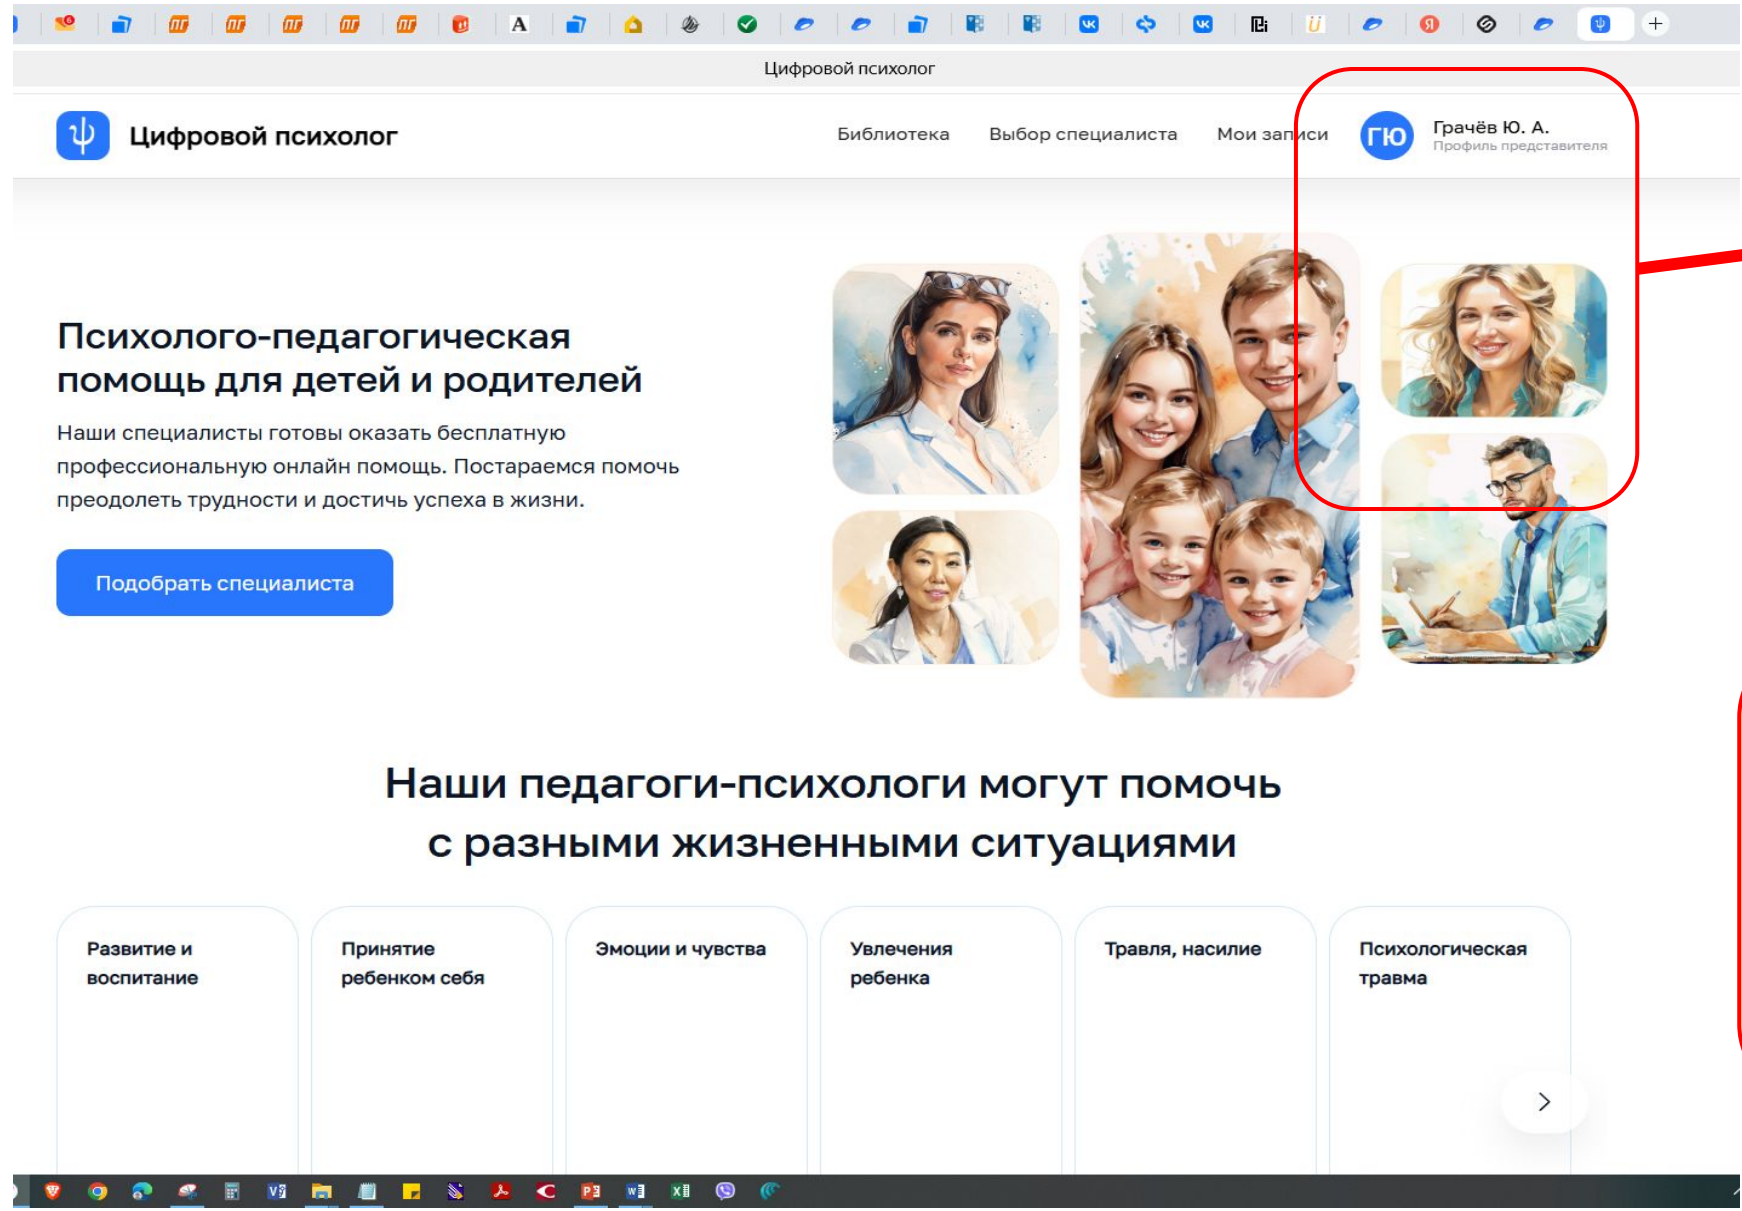 Цифровой психолог
Цифровой психолог
Библиотека
Выбор специалиста
Мои записи
ГЮ
Грачёв Ю. А.
Профиль представителя
Психолого-педагогическая
помощь для детей и родителей
Наши специалисты готовы оказать бесплатную
профессиональную онлайн помощь. Постараемся помочь
преодолеть трудности и достичь успеха в жизни.
Подобрать специалиста
Наши педагоги-психологи могут помочь
с разными жизненными ситуациями
Развитие и
воспитание
Принятие
ребенком себя
Эмоции и чувства
Увлечения
ребенка
Травля, насилие
Психологическая
травма